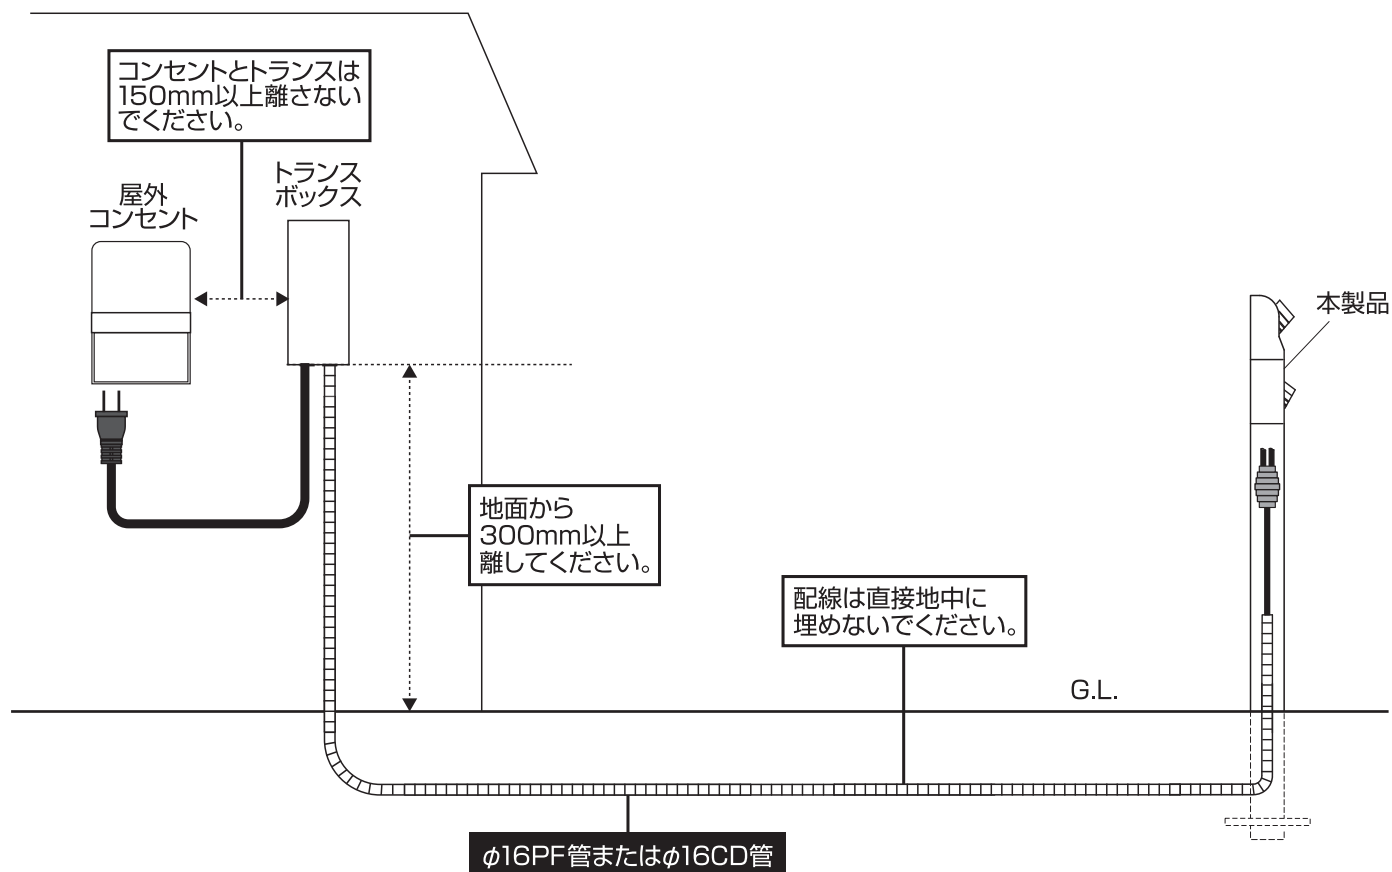 コンセントとトランスは
150mm以上離さない
でください。
トランス
ボックス
屋外
コンセント
本製品
地面から
300mm以上
離してください。
配線は直接地中に
埋めないでください。
G.L.
φ16PF管またはφ16CD管